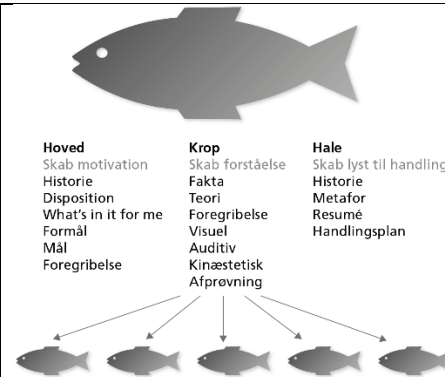 Hoved
Skab motivation
Historie
Disposition
What's in it for me
Formål
Mål
Foregribelse
Krop
Skab forståelse
Fakta
Teori
Foregribelse
Visuel
Auditiv
Kinæstetisk
Afprøvning
Hale
Skab lyst til handling
Historie
Metafor
Resumé
Handlingsplan